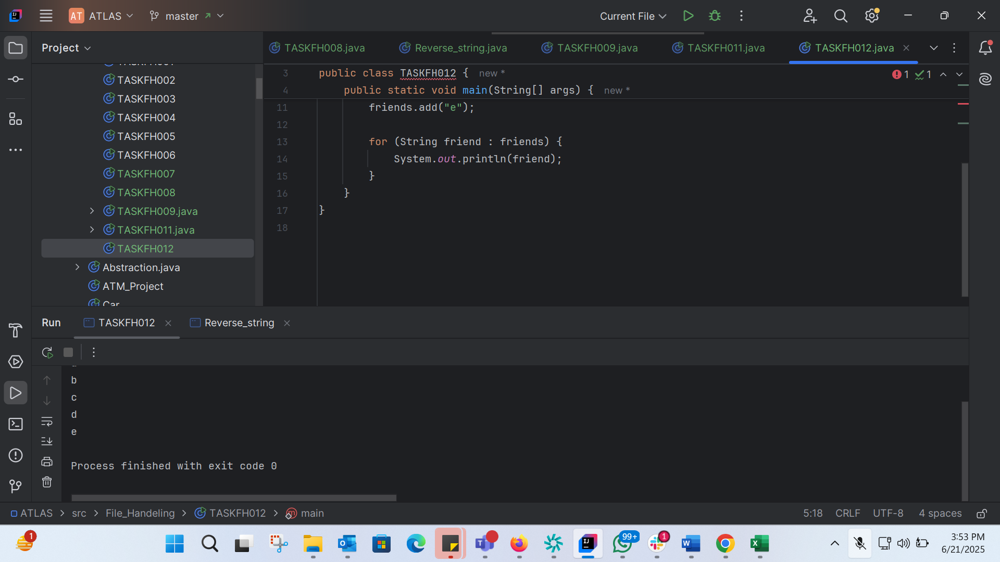 AT ATLAS master Current File
Project
TASKFH008.java Reverse_string.java TASKFH009.java TASKFH011.java TASKFH012.java
TASKFH002
TASKFH003
TASKFH004
TASKFH005
TASKFH006
TASKFH007
TASKFH008
TASKFH009.java
TASKFH011.java
TASKFH012
Abstraction.java
ATM_Project
Car
3 public class TASKFH012 { new *
1 1
4 public static void main(String[] args) { new *
11 friends.add("e");
12
13 for (String friend : friends) {
14 System.out.println(friend);
15 }
16 }
17 }
18
Run TASKFH012 Reverse_string
b
c
d
e
Process finished with exit code 0
ATLAS > src > File_Handeling > TASKFH012 > main
5:18 CRLF UTF-8 4 spaces
1
99+
1
3:53 PM
6/21/2025